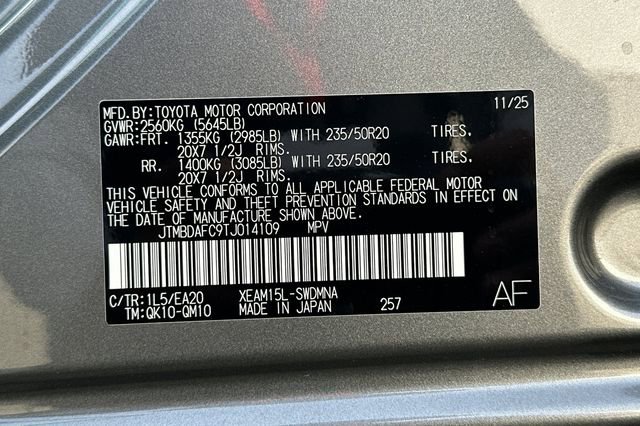 MFD.BY:TOYOTA MOTOR CORPORATION 11/25
GVWR:2560KG (5645LB)
GAWR:FRT. 1355KG (2985LB) WITH 235/50R20 TIRES.
20X7 1/2J RIMS.
RR. 1400KG (3085LB) WITH 235/50R20 TIRES.
20X7 1/2J RIMS.
THIS VEHICLE CONFORMS TO ALL APPLICABLE FEDERAL MOTOR
VEHICLE SAFETY AND THEFT PREVENTION STANDARDS IN EFFECT ON
THE DATE OF MANUFACTURE SHOWN ABOVE.
JTMBDAFC9TJ014109 MPV
C/TR:1L5/EA20 XEAM15L-SWDMNA
TM:QK10-QM10 MADE IN JAPAN 257 AF